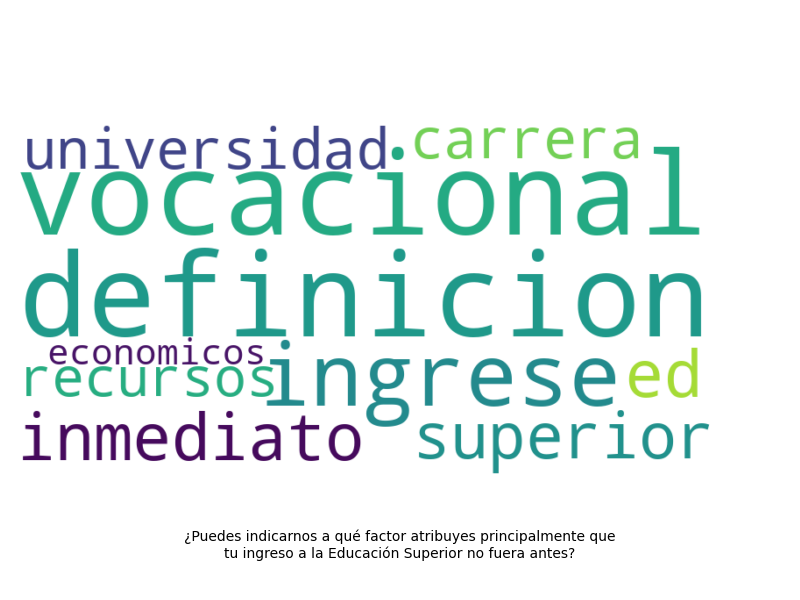 universidad carrera
vocacional
definicion
economicos
recursos ingrese ed
inmediato superior
¿Puedes indicarnos a qué factor atribuyes principalmente que
tu ingreso a la Educación Superior no fuera antes?